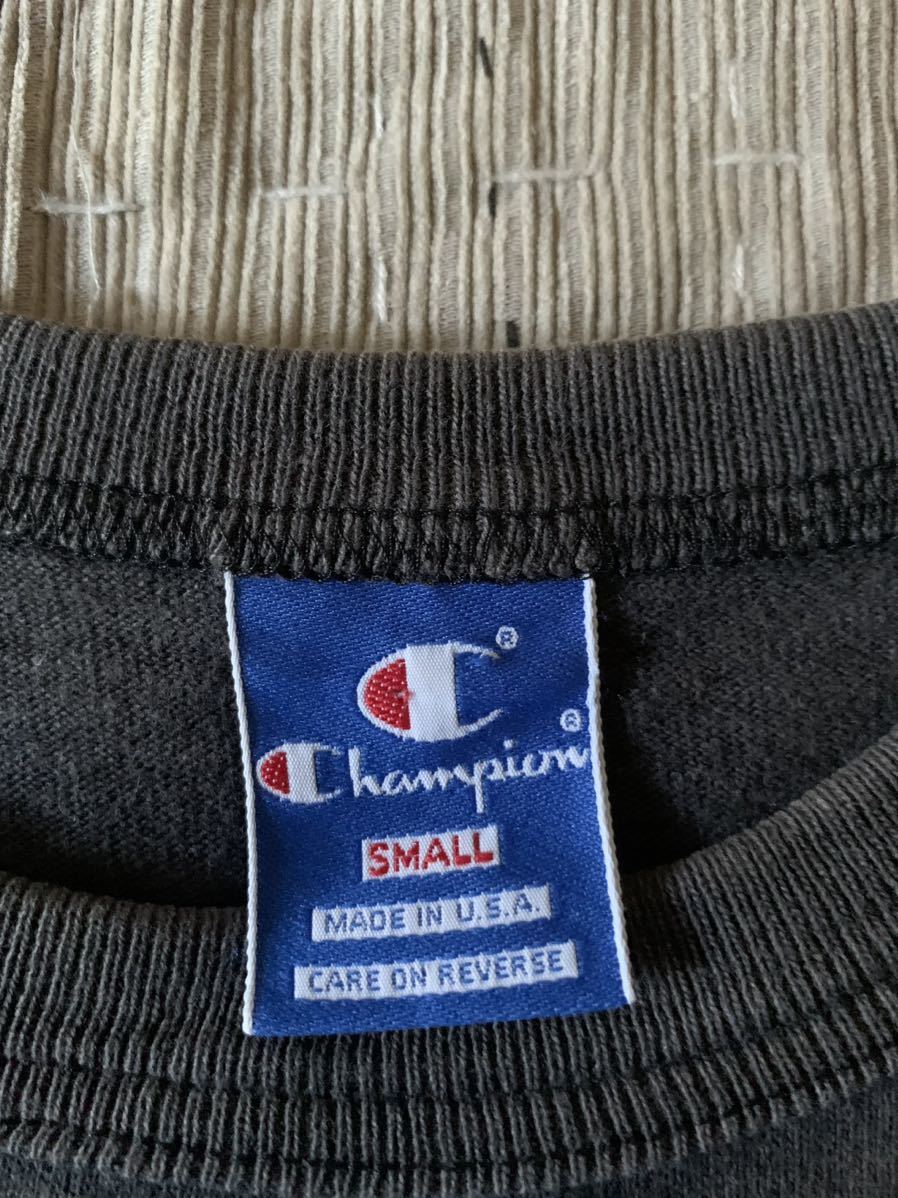 C®
Champion®
SMALL
MADE IN U.S.A.
CARE ON REVERSE